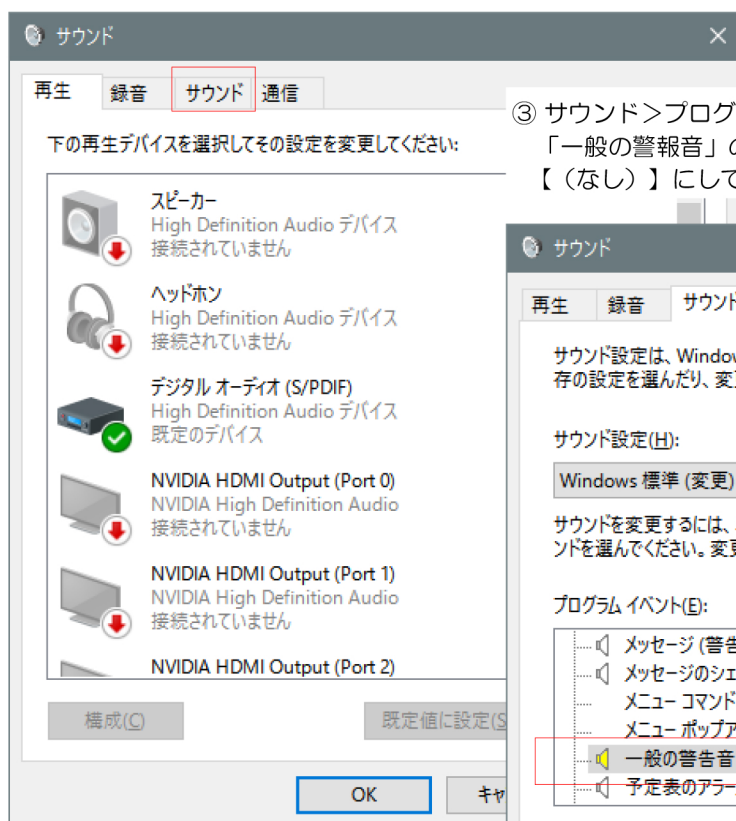 サウンド
再生 録音 サウンド 通信
下の再生デバイスを選択してその設定を変更してください:
スピーカー
High Definition Audio デバイス
接続されていません
ヘッドホン
High Definition Audio デバイス
接続されていません
デジタル オーディオ (S/PDIF)
High Definition Audio デバイス
既定のデバイス
NVIDIA HDMI Output (Port 0)
NVIDIA High Definition Audio
接続されていません
NVIDIA HDMI Output (Port 1)
NVIDIA High Definition Audio
接続されていません
NVIDIA HDMI Output (Port 2)
構成(C)
既定値に設定(S
OK
キャ
③ サウンド>プログ
「一般の警報音」の
【(なし)】にして
サウンド
再生 録音 サウンド
サウンド設定は、Window
存の設定を選んだり、変更
サウンド設定(H):
Windows 標準 (変更)
サウンドを変更するには、
ンドを選んでください。変更
プログラム イベント(E):
メッセージ (警告
メッセージのシェ
メニュー コマンド
メニュー ポップア
一般の警告音
予定表のアラー